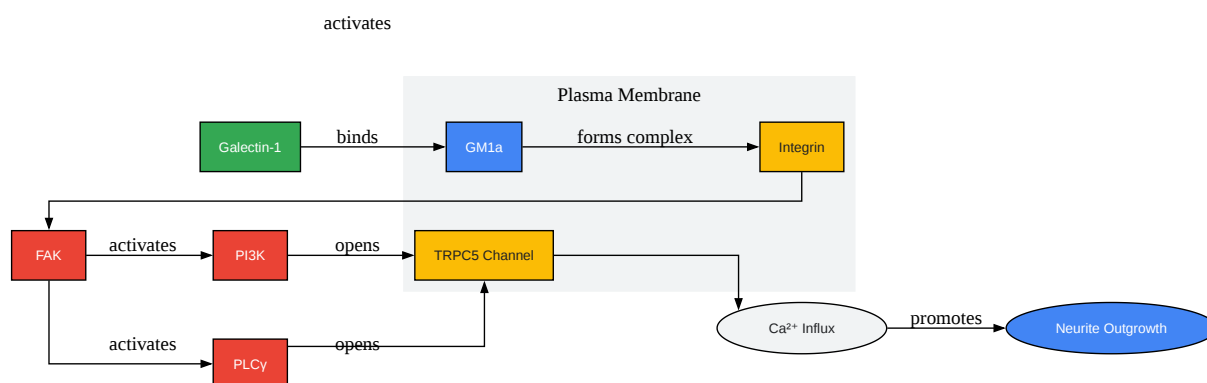 activates
Plasma Membrane
Galectin-1
binds
GM1a
forms complex
Integrin
FAK
activates
PI3K
opens
TRPC5 Channel
Ca²⁺ Influx
promotes
Neurite Outgrowth
activates
PLCγ
opens